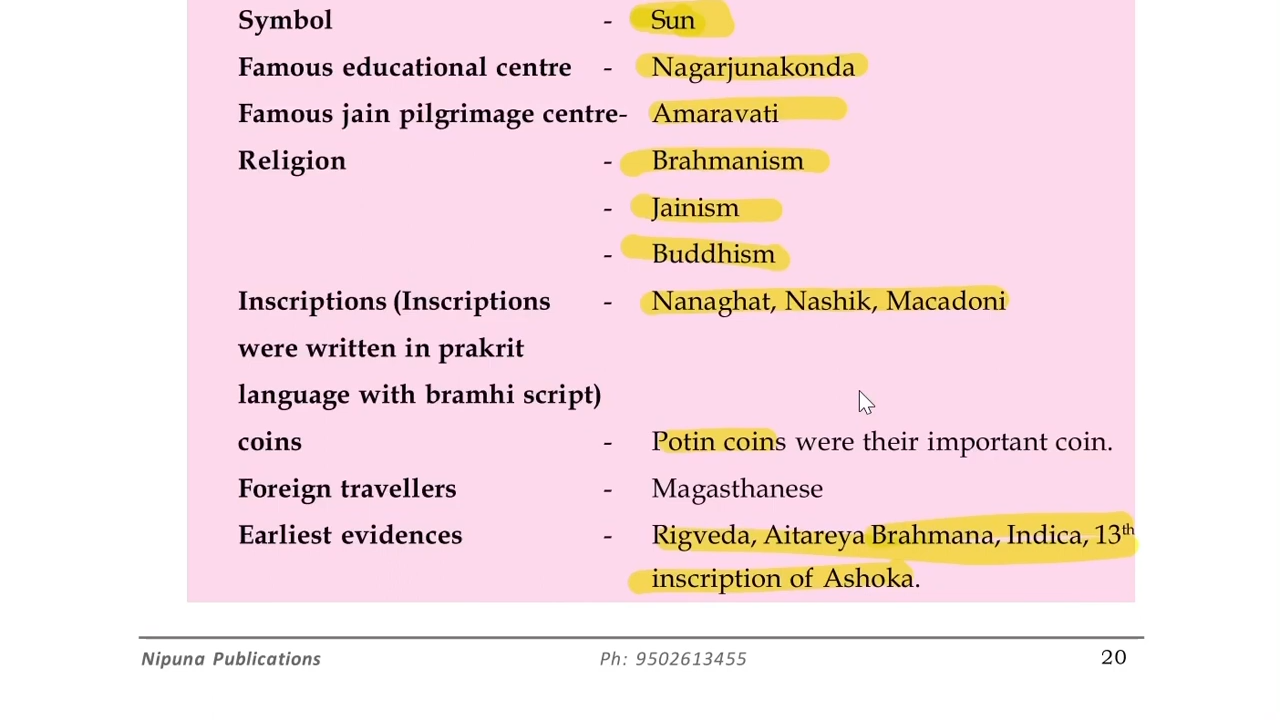 Symbol - Sun
Famous educational centre - Nagarjunakonda
Famous jain pilgrimage centre- Amaravati
Religion - Brahmanism
- Jainism
- Buddhism
Inscriptions (Inscriptions - Nanaghat, Nashik, Macadoni
were written in prakrit
language with bramhi script)
coins - Potin coins were their important coin.
Foreign travellers - Magasthanese
Earliest evidences - Rigveda, Aitareya Brahmana, Indica, 13th
inscription of Ashoka.
Nipuna Publications Ph: 9502613455 20